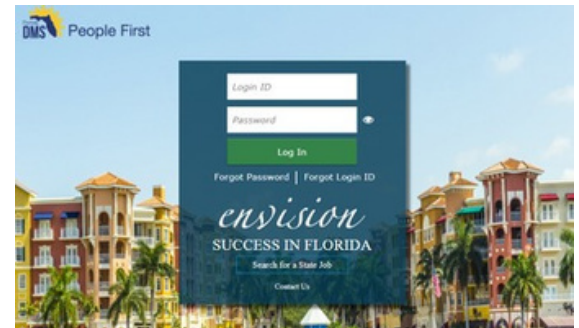 DMS People First
Login ID
Password
Log In
Forgot Password | Forgot Login ID
envision
SUCCESS IN FLORIDA
Search for a State Job
Contact Us